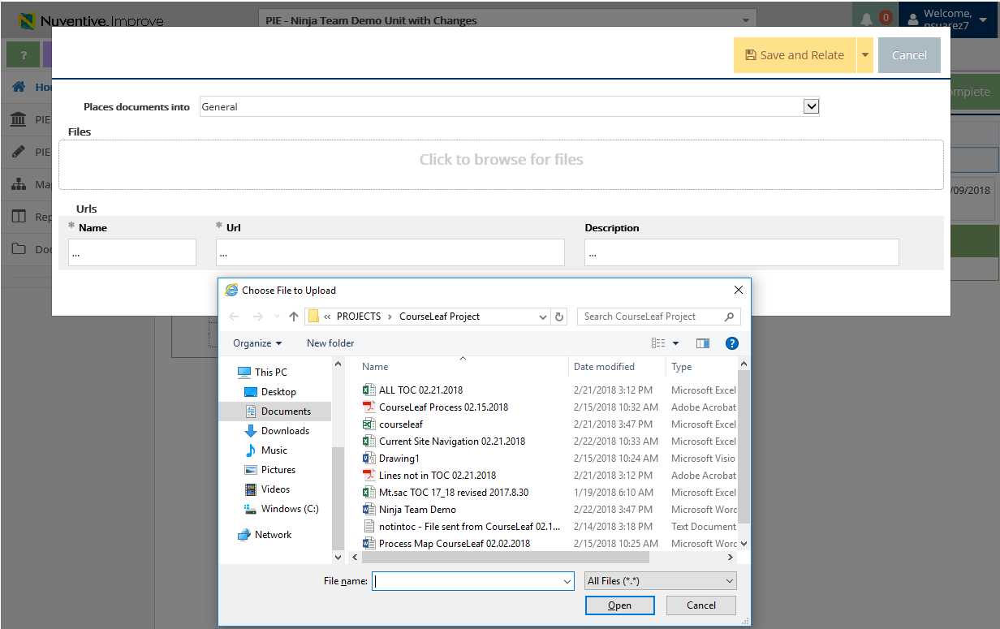 Nuventive. Improve
PIE - Ninja Team Demo Unit with Changes
0
Welcome,
nsuarez7
?
Save and Relate
Cancel
Hor
PIE
PIE
Ma
Rep
Doc
omplete
/09/2018
Places documents into
General
Files
Click to browse for files
Urls
* Name * Url Description
... ... ...
Choose File to Upload
« PROJECTS > CourseLeaf Project
Search CourseLeaf Project
Organize New folder
?
This PC
Desktop
Documents
Downloads
Music
Pictures
Videos
Windows (C:)
Network
Name Date modified Type
ALL TOC 02.21.2018 2/21/2018 3:12 PM Microsoft Excel
CourseLeaf Process 02.15.2018 2/15/2018 10:32 AM Adobe Acrobat
courseleaf 2/21/2018 3:47 PM Microsoft Excel
Current Site Navigation 02.21.2018 2/22/2018 10:33 AM Microsoft Excel
Drawing1 2/15/2018 10:24 AM Microsoft Visio
Lines not in TOC 02.21.2018 2/21/2018 3:12 PM Adobe Acrobat
Mt.sac TOC 17_18 revised 2017.8.30 1/19/2018 6:10 AM Microsoft Excel
Ninja Team Demo 2/22/2018 3:47 PM Microsoft Word
notintoc - File sent from CourseLeaf 02.1... 2/14/2018 3:18 PM Text Document
Process Map CourseLeaf 02.02.2018 2/15/2018 10:25 AM Microsoft Word
File name:
All Files (*.*)
Open
Cancel